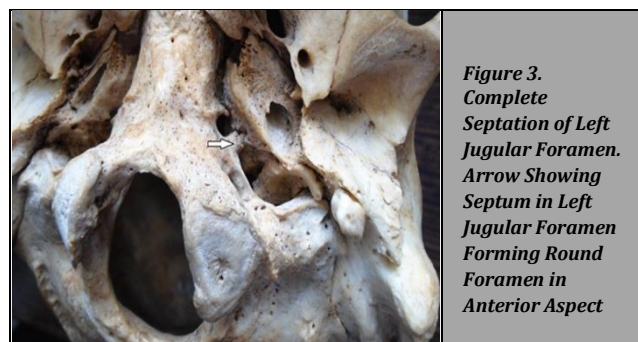 Figure 3.
Complete
Septation of Left
Jugular Foramen.
Arrow Showing
Septum in Left
Jugular Foramen
Forming Round
Foramen in
Anterior Aspect